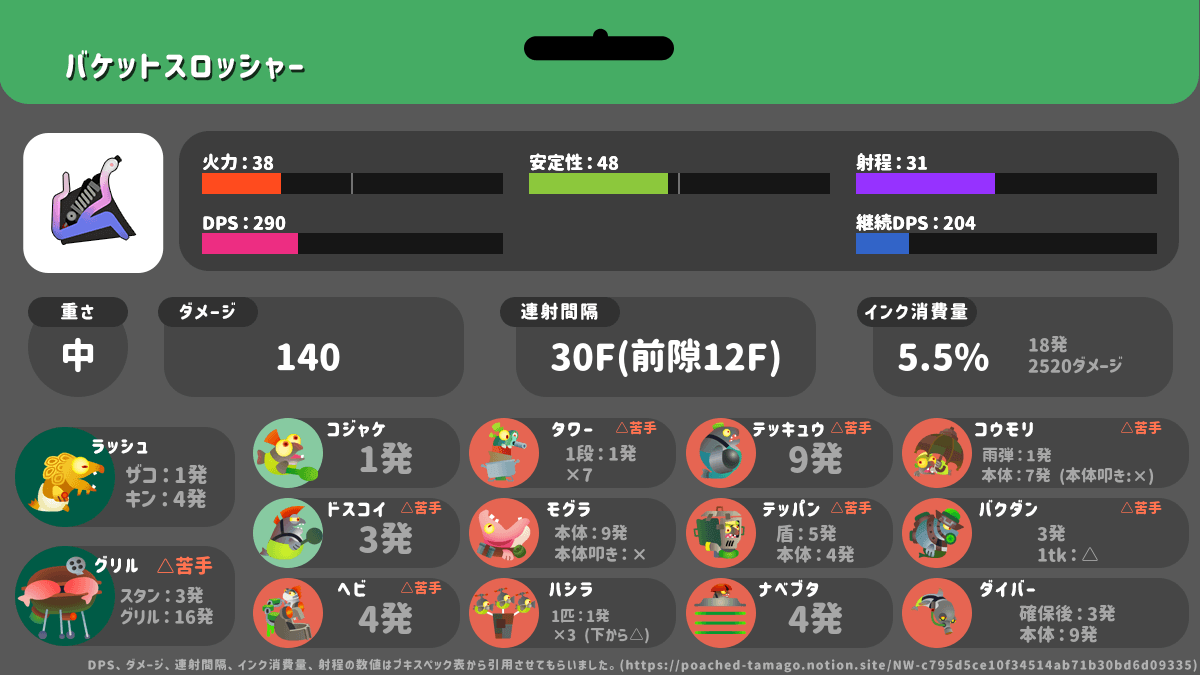 バケットスロッシャー
火力：38
安定性：48
射程：31
DPS：290
継続DPS：204
重さ
中
ダメージ
140
連射間隔
30F(前隙12F)
インク消費量
5.5%
18発
2520ダメージ
ラッシュ
ザコ：1発
キン：4発
グリル △苦手
スタン：3発
グリル：16発
コジャケ
1発
ドスコイ △苦手
3発
ヘビ △苦手
4発
タワー △苦手
1段：1発
×7
モグラ
本体：9発
本体叩き：×
ハシラ
1匹：1発
×3 (下から△)
テッキュウ △苦手
9発
テッパン △苦手
盾：5発
本体：4発
ナベブタ
4発
コウモリ △苦手
雨弾：1発
本体：7発 (本体叩き:×)
バクダン △苦手
3発
1tk：△
ダイバー
確保後：3発
本体：9発
DPS、ダメージ、連射間隔、インク消費量、射程の数値はブキスペック表から引用させてもらいました。(https://poached-tamago.notion.site/NW-c795d5ce10f34514ab71b30bd6d09335)